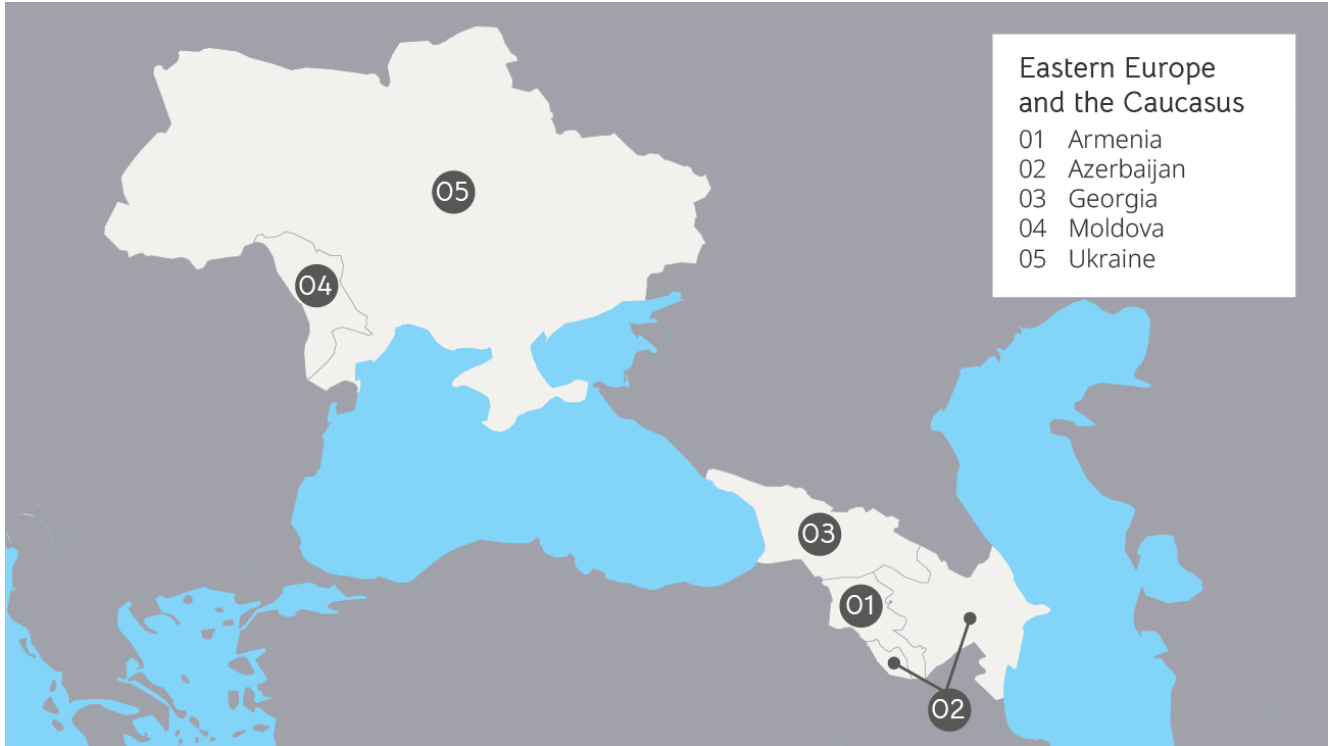 Eastern Europe
and the Caucasus
01 Armenia
02 Azerbaijan
03 Georgia
04 Moldova
05 Ukraine
05
04
03
01
02